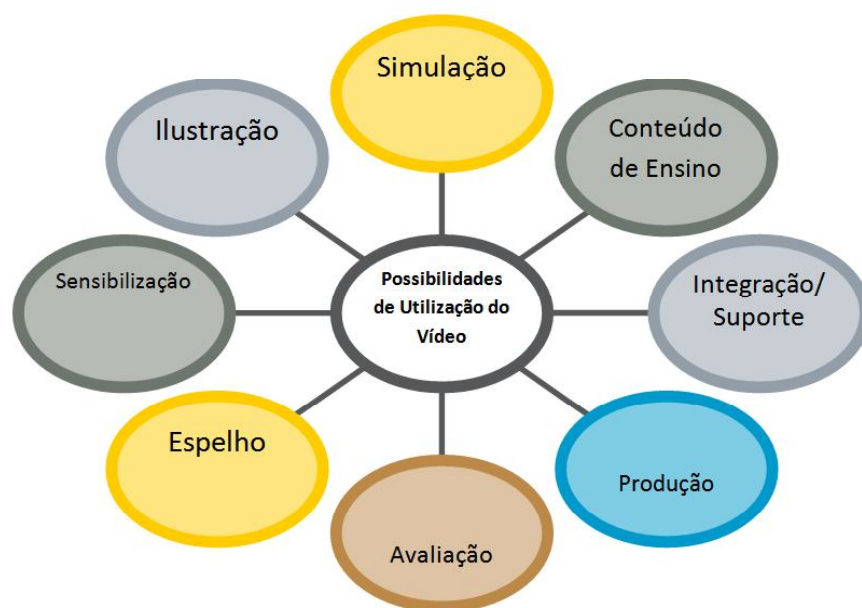 Simulação
Ilustração
Conteúdo
de Ensino
Sensibilização
Possibilidades
de Utilização do
Vídeo
Integração/
Suporte
Espelho
Produção
Avaliação